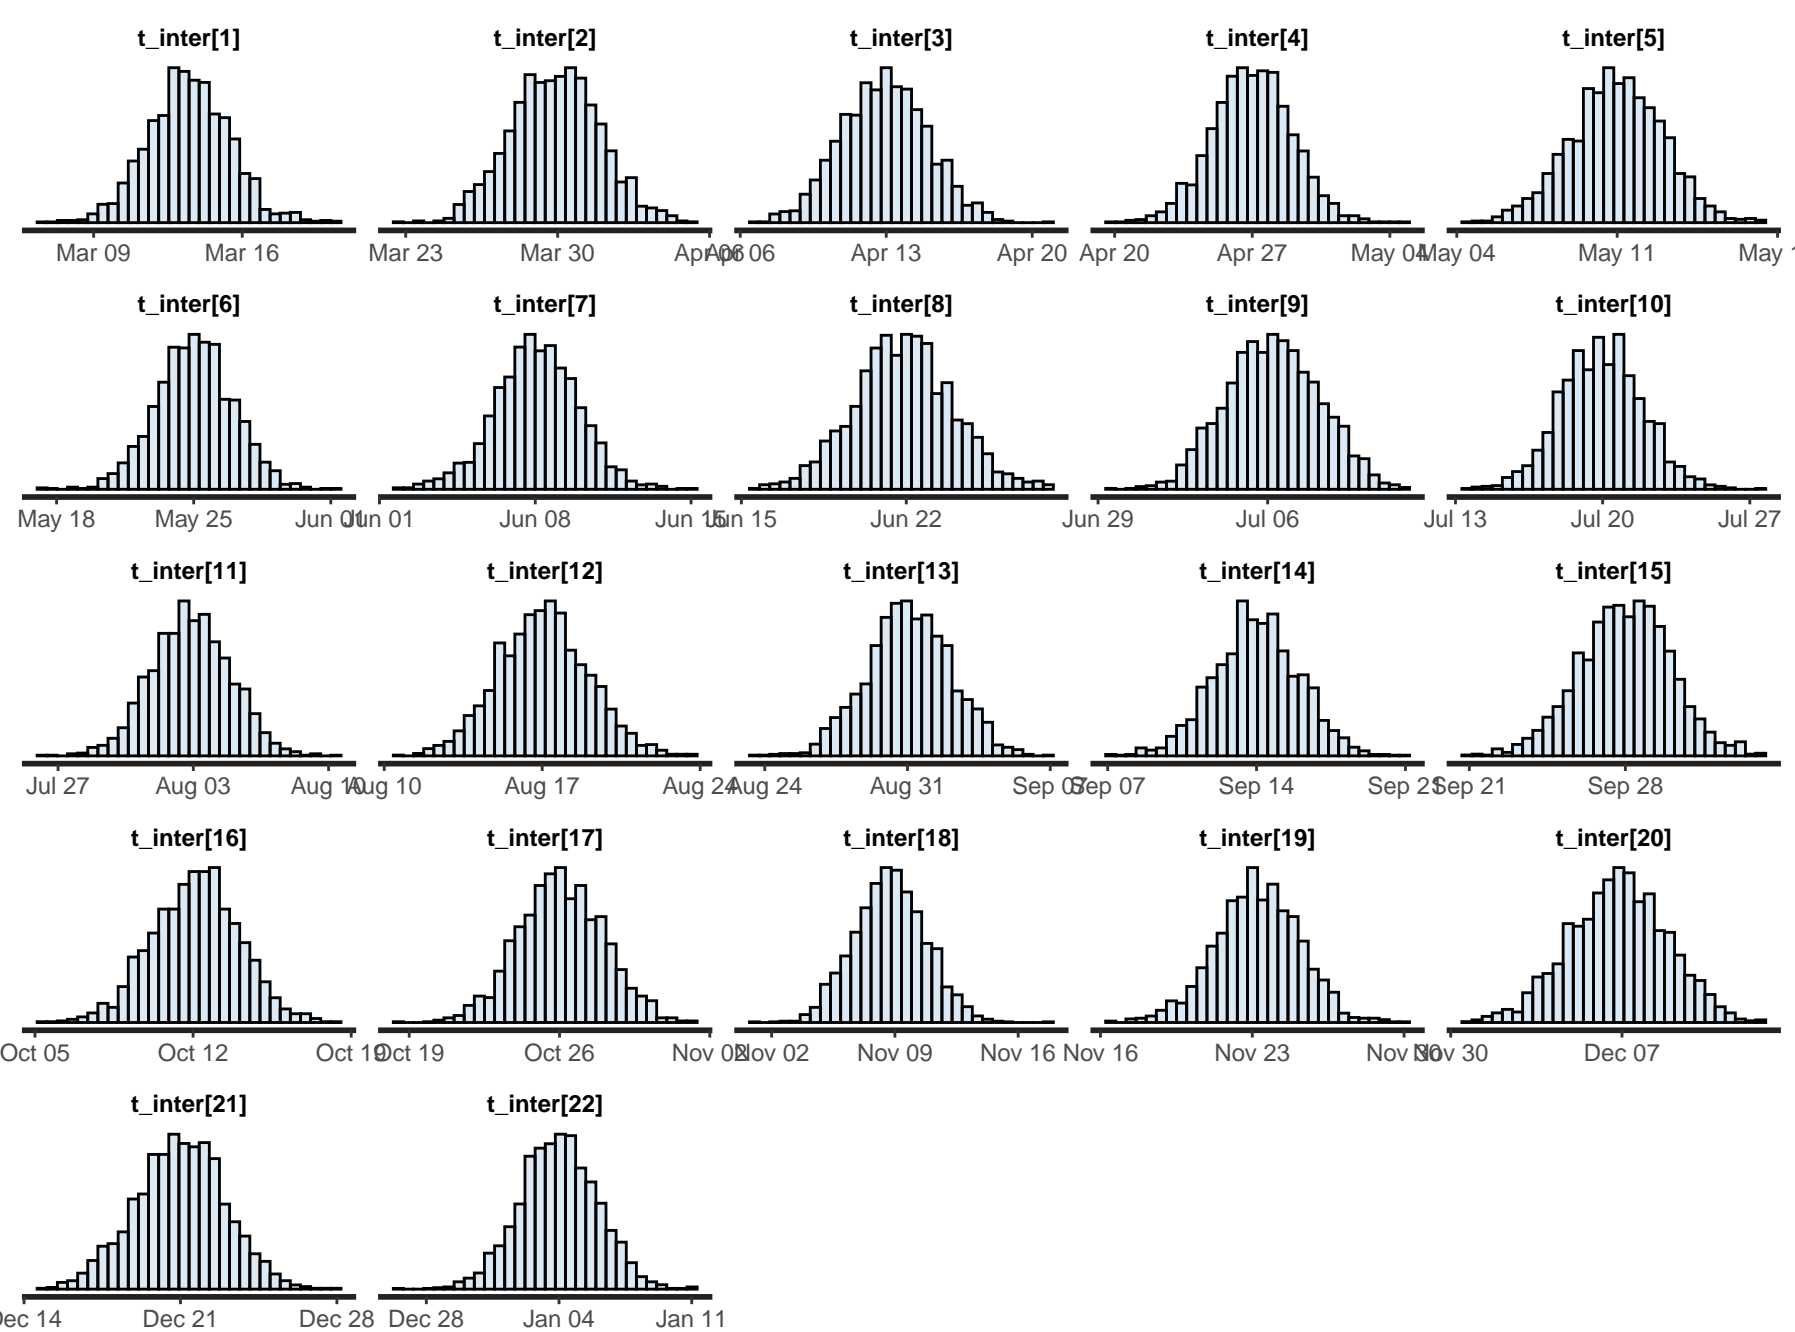 t_inter[1] t_inter[2] t_inter[3] t_inter[4] t_inter[5]
Mar 09 Mar 16 Mar 23 Mar 30 Apr 06 Apr 06 Apr 13 Apr 20 Apr 20 Apr 27 May 04 May 04 May 11 May 1
t_inter[6] t_inter[7] t_inter[8] t_inter[9] t_inter[10]
May 18 May 25 Jun 01 Jun 01 Jun 08 Jun 15 Jun 15 Jun 22 Jun 29 Jul 06 Jul 13 Jul 20 Jul 27
t_inter[11] t_inter[12] t_inter[13] t_inter[14] t_inter[15]
Jul 27 Aug 03 Aug 10 Aug 10 Aug 17 Aug 24 Aug 24 Aug 31 Sep 07 Sep 07 Sep 14 Sep 21 Sep 21 Sep 28
t_inter[16] t_inter[17] t_inter[18] t_inter[19] t_inter[20]
Oct 05 Oct 12 Oct 19 Oct 19 Oct 26 Nov 02 Nov 02 Nov 09 Nov 16 Nov 16 Nov 23 Nov 30 Nov 30 Dec 07
t_inter[21] t_inter[22]
Dec 14 Dec 21 Dec 28 Dec 28 Jan 04 Jan 11